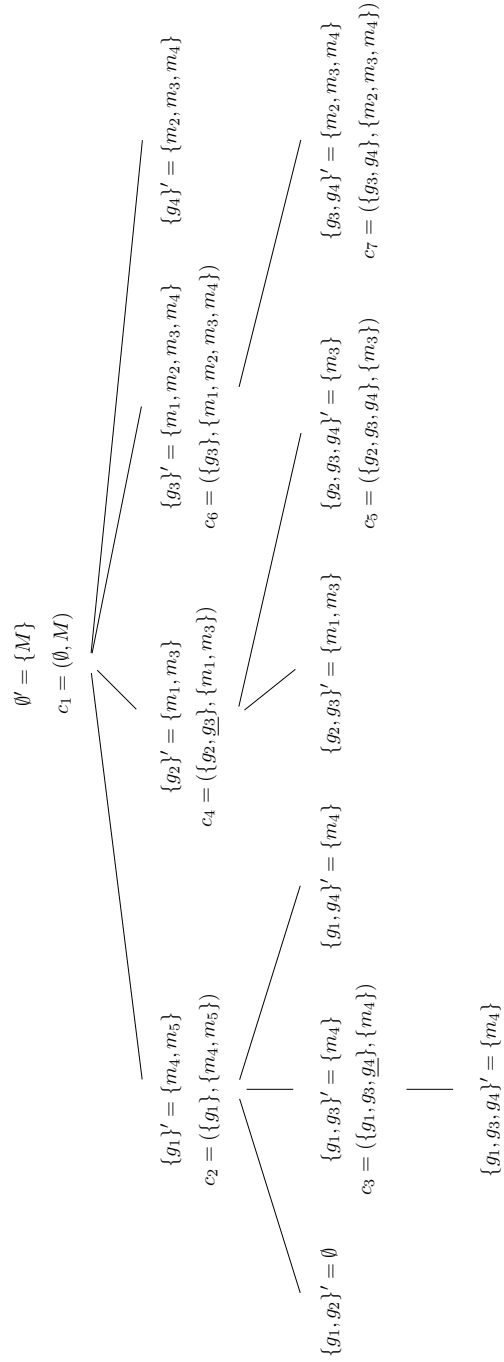 ∅′ = {M}
c₁ = (∅, M)
{g₁}′ = {m₄, m₅}
c₂ = ({g₁}, {m₄, m₅})
{g₂}′ = {m₁, m₃}
c₄ = ({g₂, g₃}, {m₁, m₃})
{g₃}′ = {m₁, m₂, m₃, m₄}
c₆ = ({g₃}, {m₁, m₂, m₃, m₄})
{g₄}′ = {m₂, m₃, m₄}
{g₁, g₂}′ = ∅
{g₁, g₃}′ = {m₄}
c₃ = ({g₁, g₃, g₄}, {m₄})
{g₁, g₄}′ = {m₄}
{g₂, g₃}′ = {m₁, m₃}
{g₂, g₃, g₄}′ = {m₃}
c₅ = ({g₂, g₃, g₄}, {m₃})
{g₃, g₄}′ = {m₂, m₃, m₄}
c₇ = ({g₃, g₄}, {m₂, m₃, m₄})
{g₁, g₃, g₄}′ = {m₄}